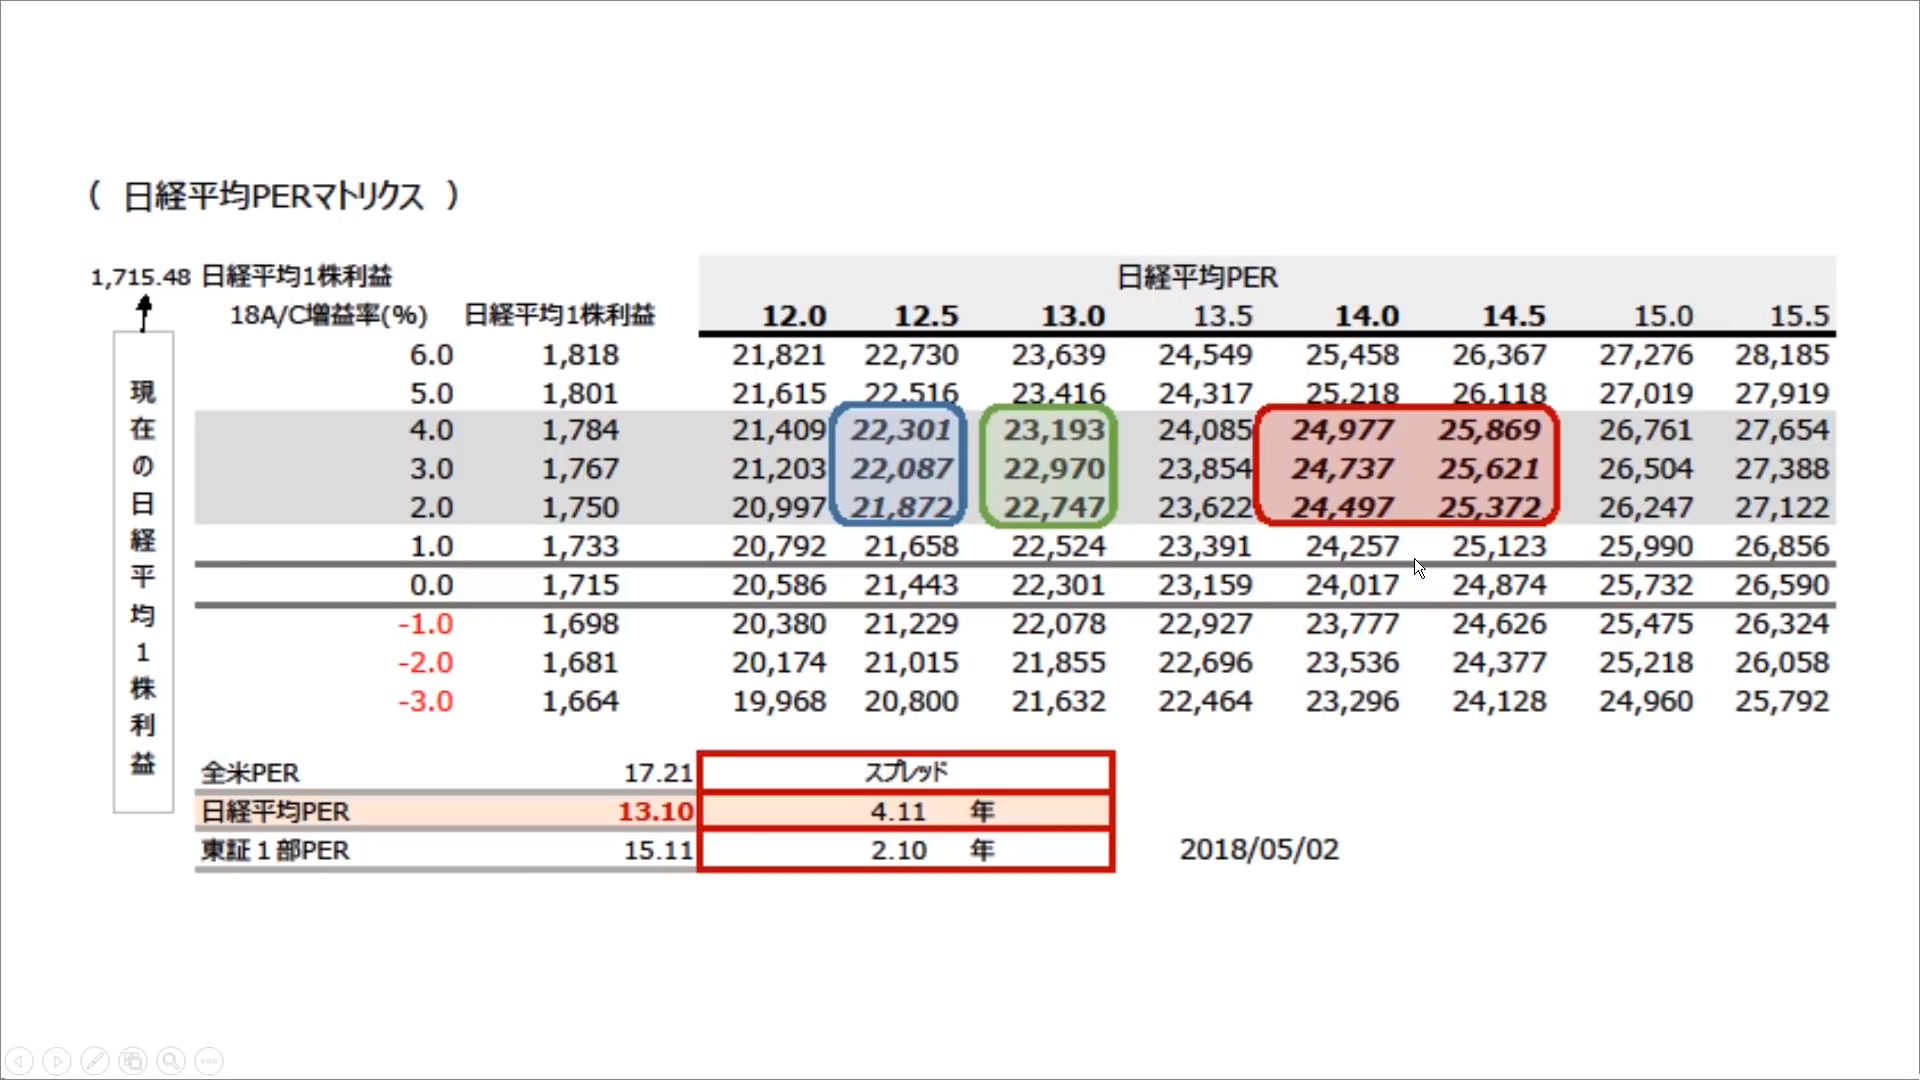 ( 日経平均PERマトリクス )
1,715.48 日経平均1株利益 日経平均PER
18A/C増益率(%) 日経平均1株利益 12.0 12.5 13.0 13.5 14.0 14.5 15.0 15.5
6.0 1,818 21,821 22,730 23,639 24,549 25,458 26,367 27,276 28,185
5.0 1,801 21,615 22,516 23,416 24,317 25,218 26,118 27,019 27,919
4.0 1,784 21,409 22,301 23,193 24,085 24,977 25,869 26,761 27,654
3.0 1,767 21,203 22,087 22,970 23,854 24,737 25,621 26,504 27,388
2.0 1,750 20,997 21,872 22,747 23,622 24,497 25,372 26,247 27,122
1.0 1,733 20,792 21,658 22,524 23,391 24,257 25,123 25,990 26,856
0.0 1,715 20,586 21,443 22,301 23,159 24,017 24,874 25,732 26,590
-1.0 1,698 20,380 21,229 22,078 22,927 23,777 24,626 25,475 26,324
-2.0 1,681 20,174 21,015 21,855 22,696 23,536 24,377 25,218 26,058
-3.0 1,664 19,968 20,800 21,632 22,464 23,296 24,128 24,960 25,792
現在の日経平均1株利益
全米PER 17.21 スプレッド
日経平均PER 13.10 4.11 年
東証1部PER 15.11 2.10 年 2018/05/02